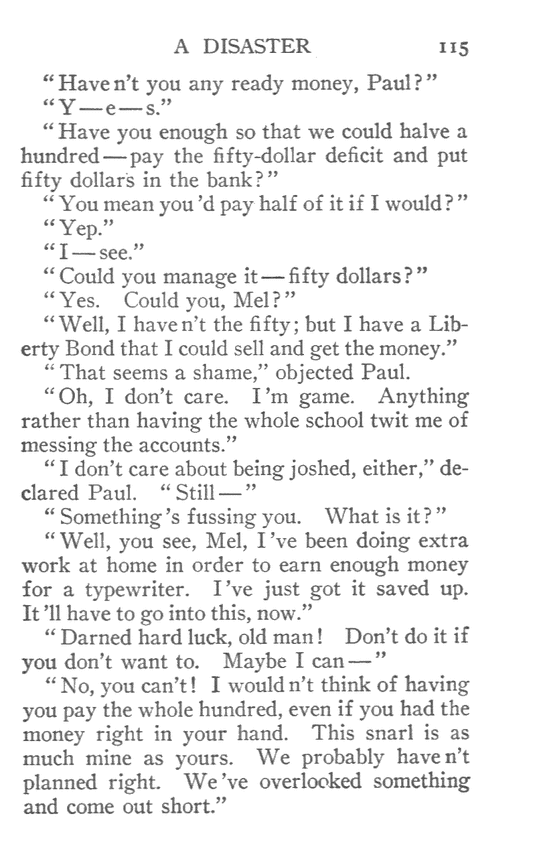 A DISASTER 115
“Haven't you any ready money, Paul?”
“Y—e—s.”
“Have you enough so that we could halve a
hundred—pay the fifty-dollar deficit and put
fifty dollars in the bank?”
“You mean you'd pay half of it if I would?”
“Yep.”
“I—see.”
“Could you manage it—fifty dollars?”
“Yes. Could you, Mel?”
“Well, I haven't the fifty; but I have a Lib-
erty Bond that I could sell and get the money.”
“That seems a shame,” objected Paul.
“Oh, I don't care. I'm game. Anything
rather than having the whole school twit me of
messing the accounts.”
“I don't care about being joshed, either,” de-
clared Paul. “Still—”
“Something's fussing you. What is it?”
“Well, you see, Mel, I've been doing extra
work at home in order to earn enough money
for a typewriter. I've just got it saved up.
It'll have to go into this, now.”
“Darned hard luck, old man! Don't do it if
you don't want to. Maybe I can—”
“No, you can't! I wouldn't think of having
you pay the whole hundred, even if you had the
money right in your hand. This snarl is as
much mine as yours. We probably haven't
planned right. We've overlooked something
and come out short.”